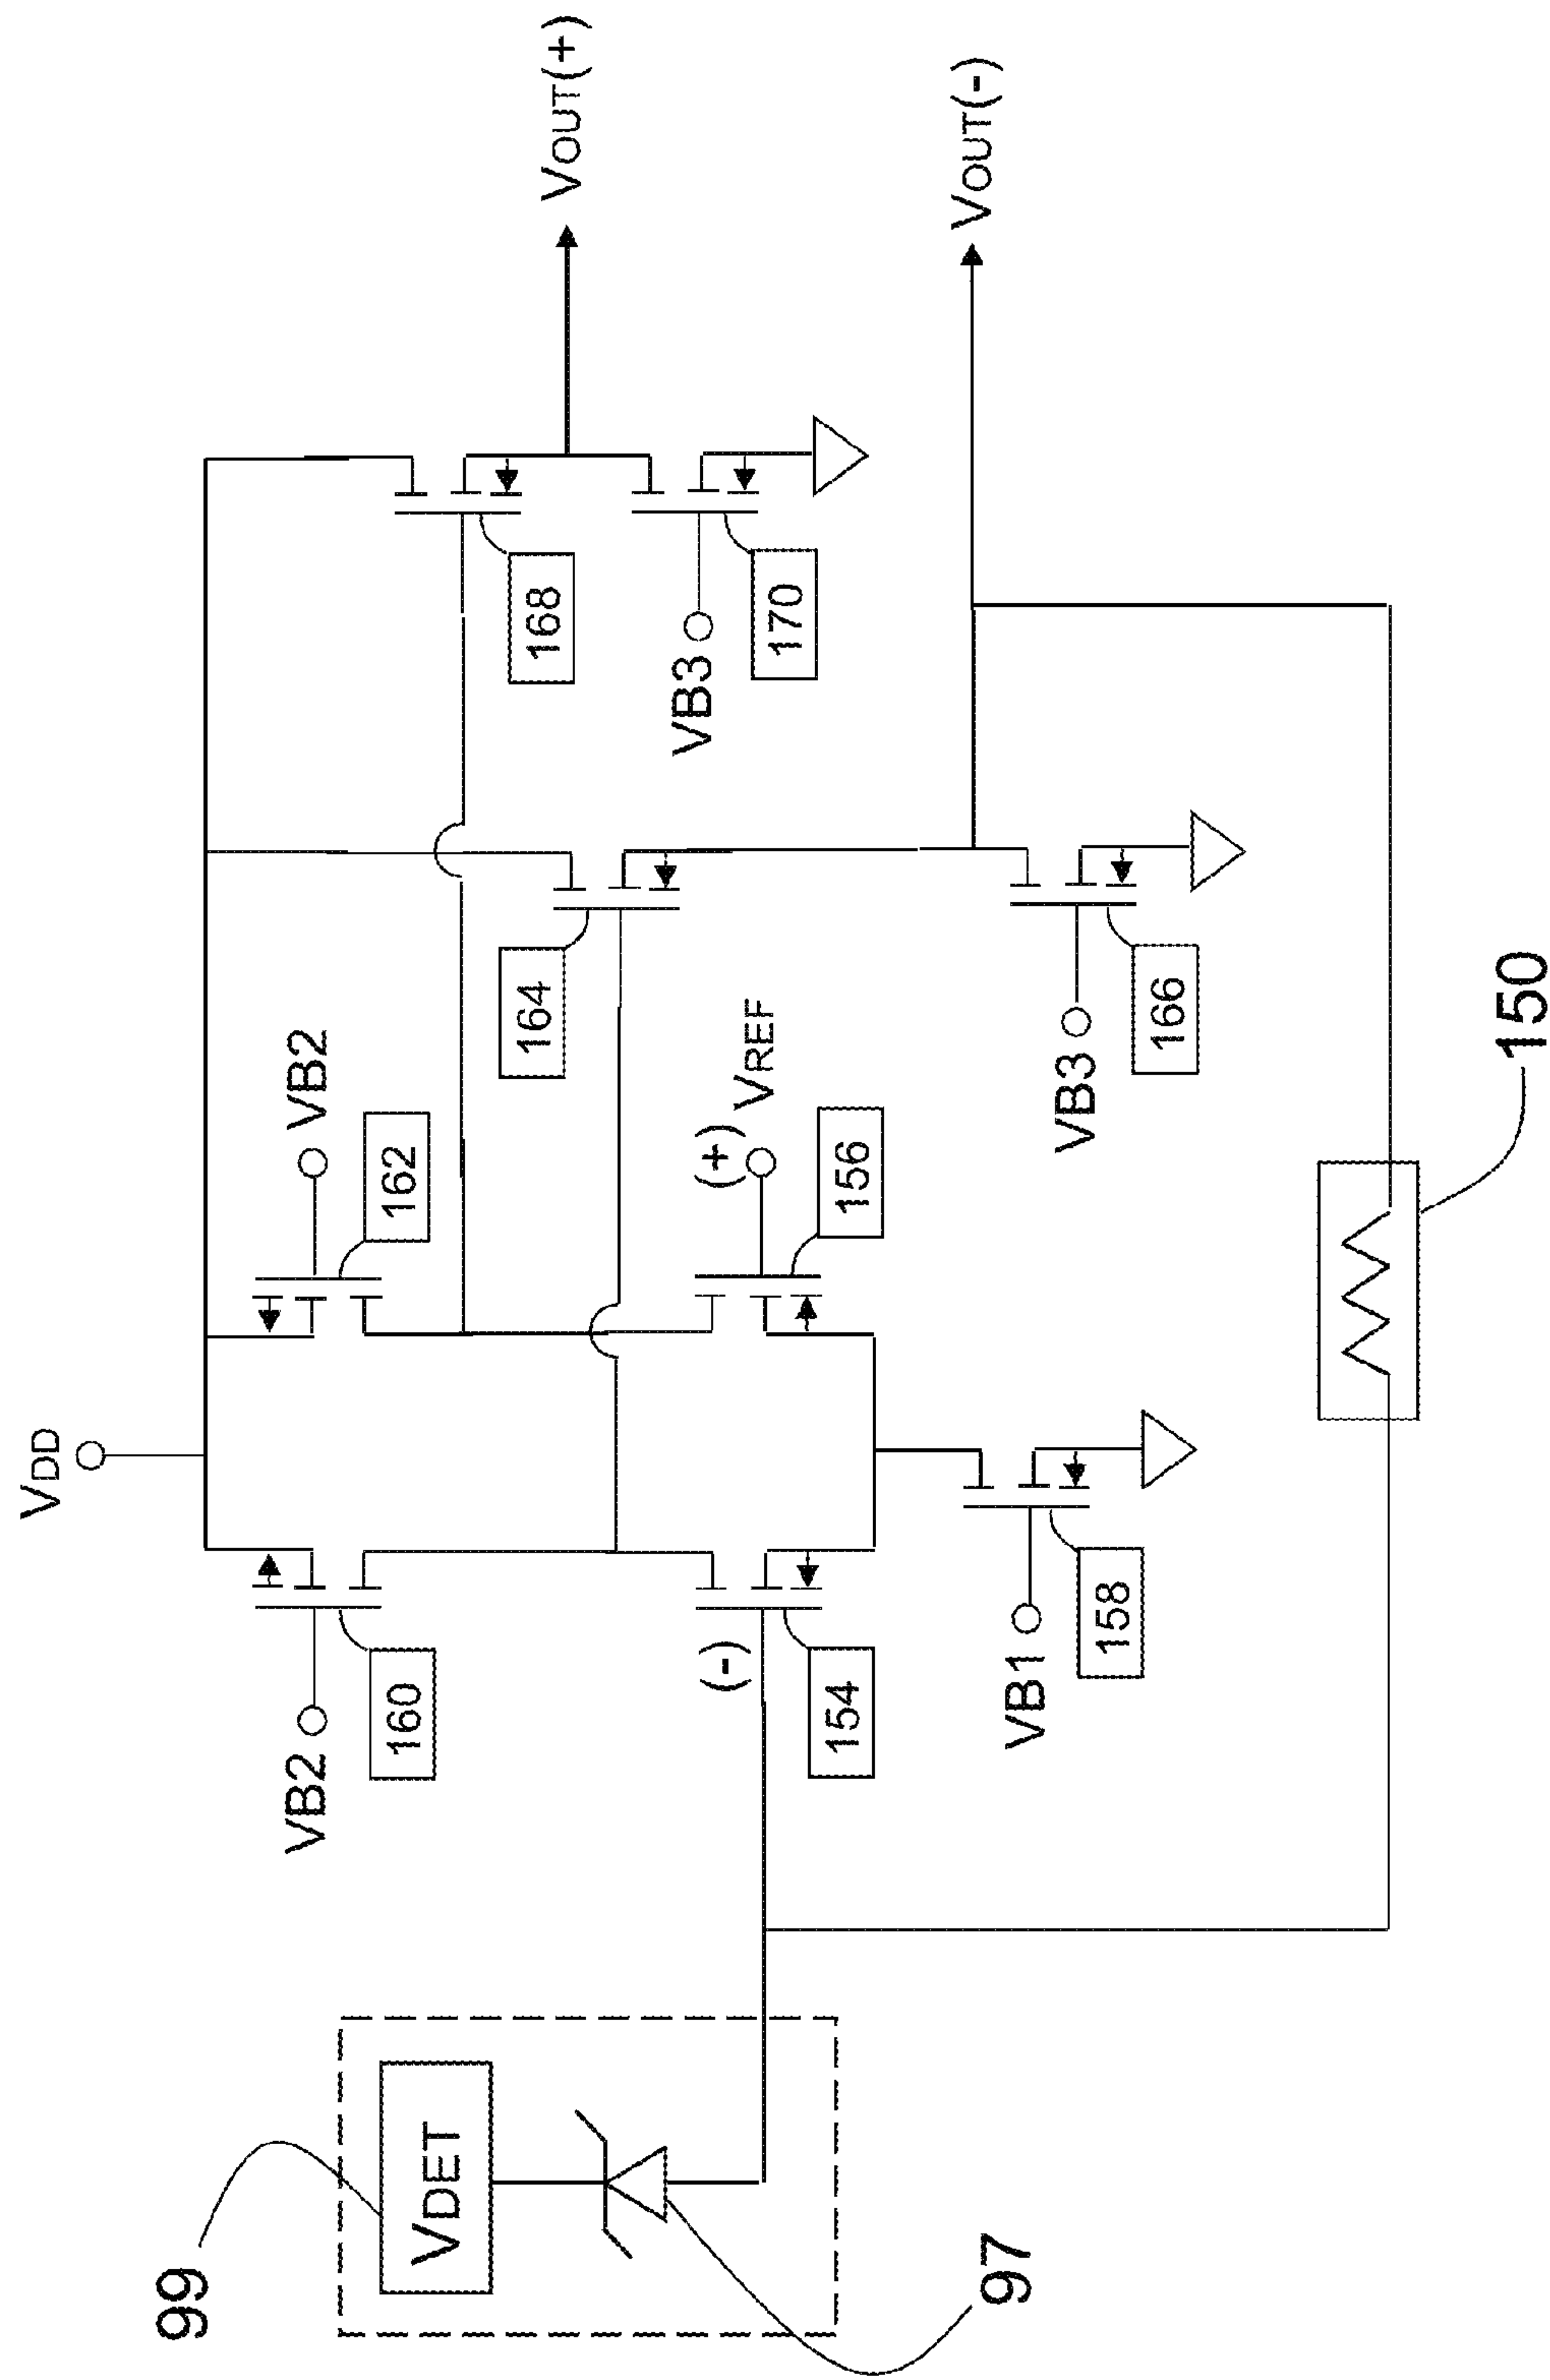 VDD
VB2
162
VB2
160
VOUT(+)
168
VB3
170
164
(+)
VREF
156
(-)
154
VOUT(-)
VB3
166
VB1
158
150
99
VDET
97